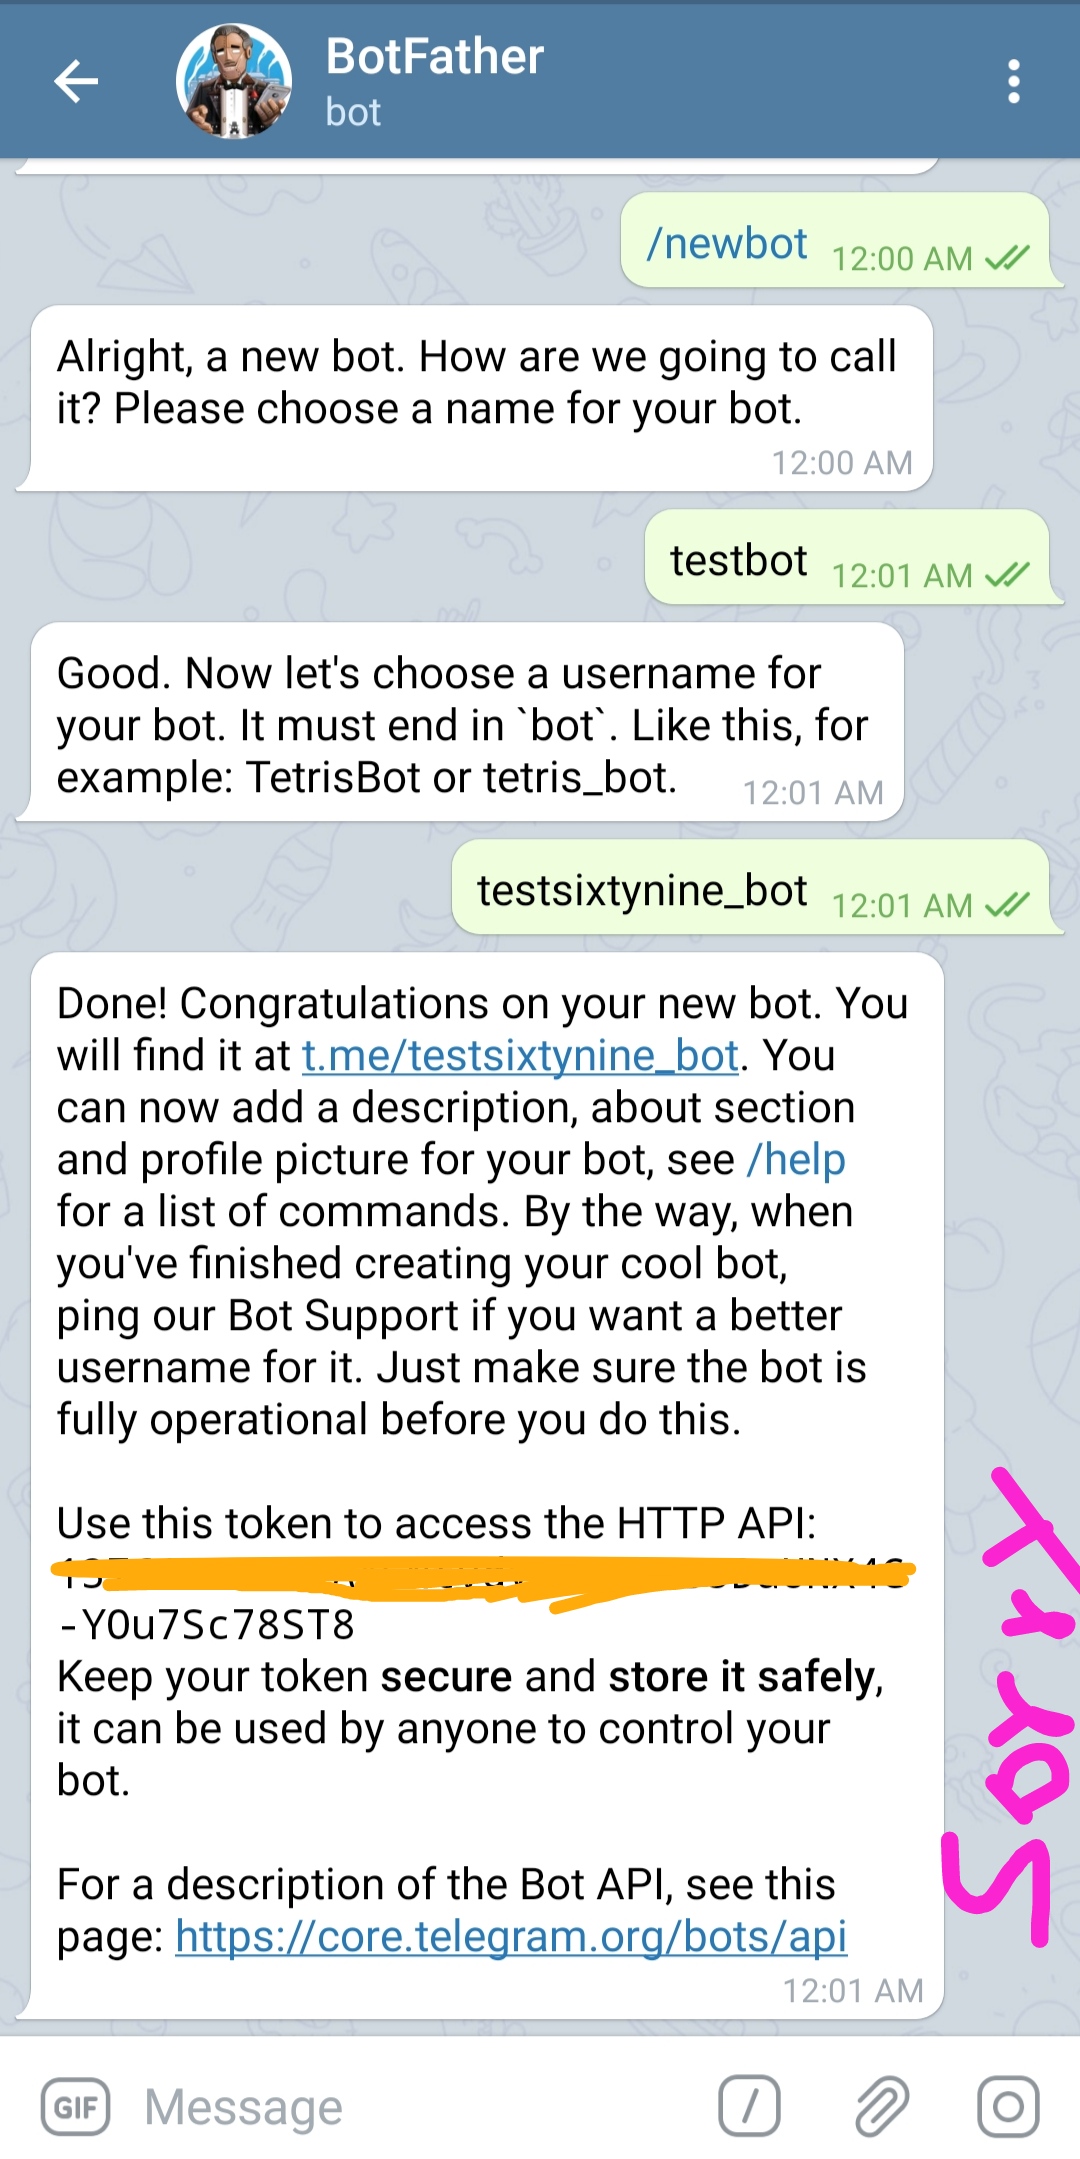 BotFather
bot
/newbot 12:00 AM
Alright, a new bot. How are we going to call
it? Please choose a name for your bot.
12:00 AM
testbot 12:01 AM
Good. Now let's choose a username for
your bot. It must end in `bot`. Like this, for
example: TetrisBot or tetris_bot. 12:01 AM
testsixtynine_bot 12:01 AM
Done! Congratulations on your new bot. You
will find it at t.me/testsixtynine_bot. You
can now add a description, about section
and profile picture for your bot, see /help
for a list of commands. By the way, when
you've finished creating your cool bot,
ping our Bot Support if you want a better
username for it. Just make sure the bot is
fully operational before you do this.
Use this token to access the HTTP API:
-Y0u7Sc78ST8
Keep your token secure and store it safely,
it can be used by anyone to control your
bot.
For a description of the Bot API, see this
page: https://core.telegram.org/bots/api
12:01 AM
GIF Message /